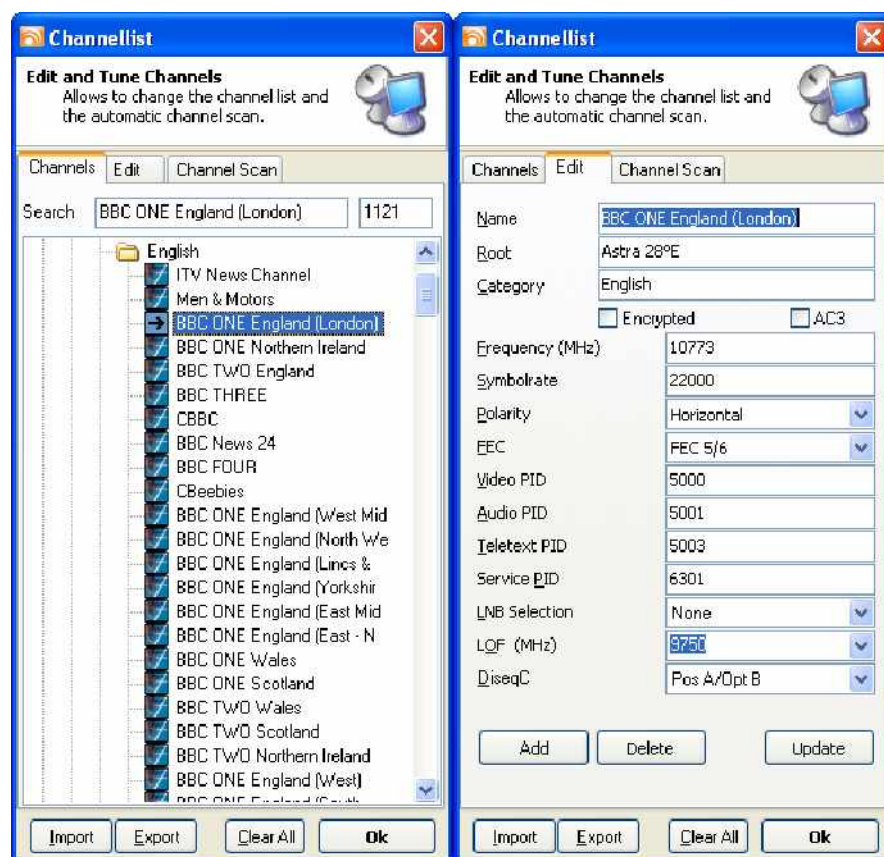 Channellist
Edit and Tune Channels
Allows to change the channel list and
the automatic channel scan.
Channels Edit Channel Scan
Search BBC ONE England (London) 1121
English
ITV News Channel
Men & Motors
BBC ONE England (London)
BBC ONE Northern Ireland
BBC TWO England
BBC THREE
CBBC
BBC News 24
BBC FOUR
CBeebies
BBC ONE England (West Mid
BBC ONE England (North We
BBC ONE England (Lincs &
BBC ONE England (Yorkshir
BBC ONE England (East Mid
BBC ONE England (East - N
BBC ONE Wales
BBC ONE Scotland
BBC TWO Wales
BBC TWO Scotland
BBC TWO Northern Ireland
BBC ONE England (West)
BBC ONE England (South
Import Export Clear All Ok
Channellist
Edit and Tune Channels
Allows to change the channel list and
the automatic channel scan.
Channels Edit Channel Scan
Name BBC ONE England (London)
Root Astra 28ºE
Category English
Encrypted AC3
Frequency (MHz) 10773
Symbolrate 22000
Polarity Horizontal
FEC FEC 5/6
Video PID 5000
Audio PID 5001
Teletext PID 5003
Service PID 6301
LNB Selection None
LOF (MHz) 9750
DiseqC Pos A/Opt B
Add Delete Update
Import Export Clear All Ok